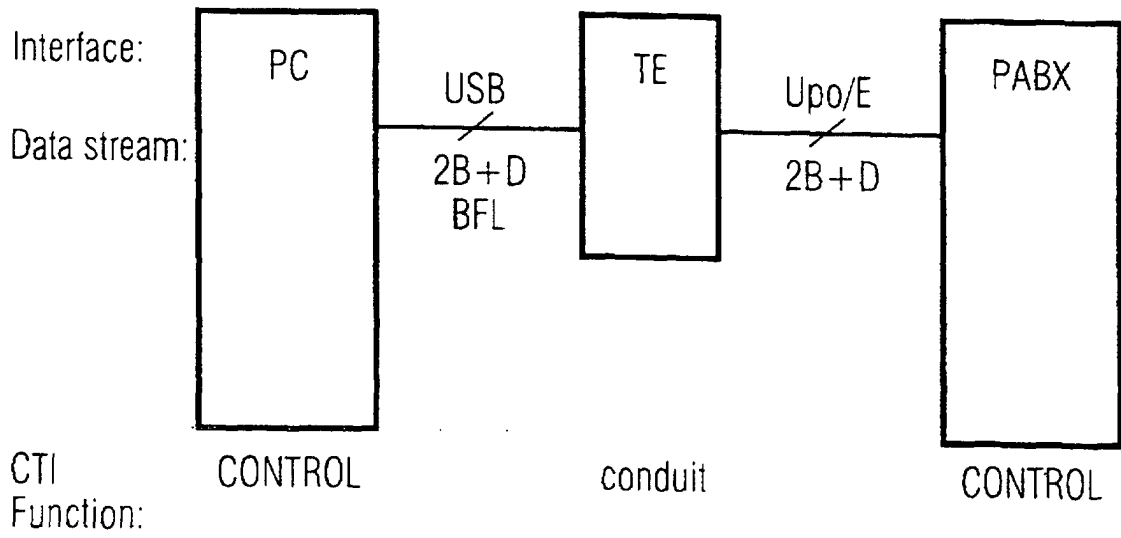 Interface:
PC
TE
PABX
USB
Upo/E
Data stream:
2B+D
BFL
2B+D
CTI
Function:
CONTROL
conduit
CONTROL